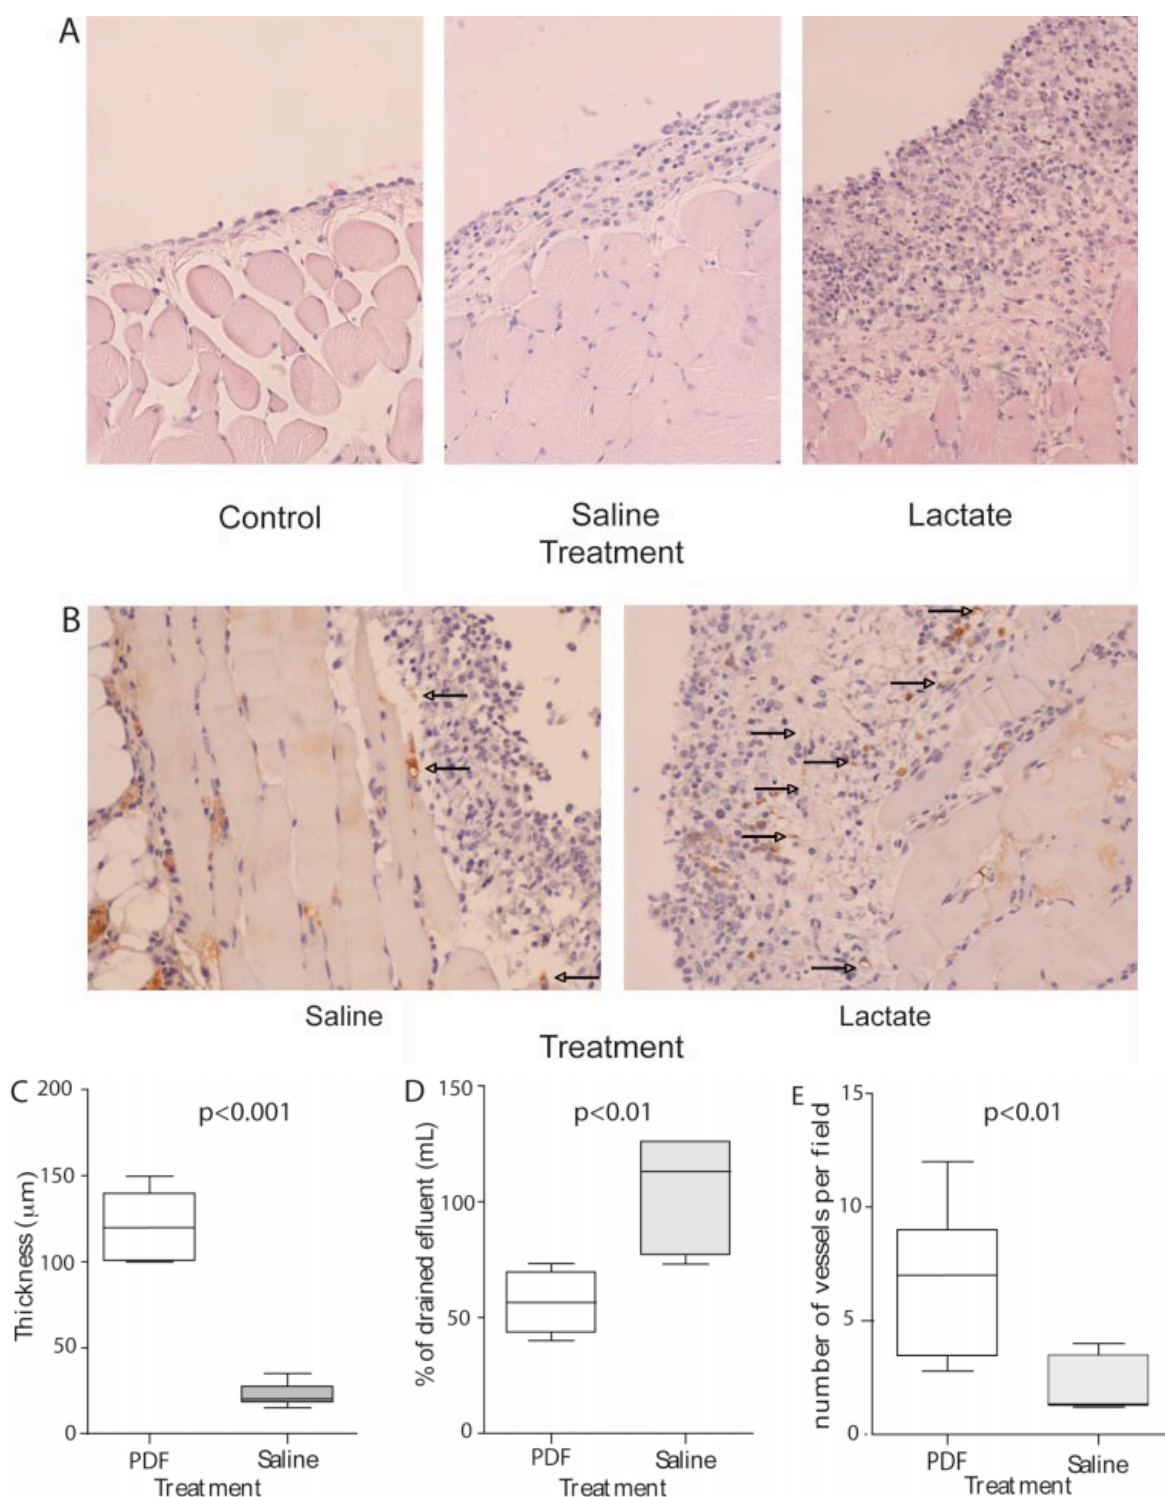 A
Control
Saline
Lactate
Treatment
B
Saline
Lactate
Treatment
C
p<0.001
Thickness (μm)
200
150
100
50
0
PDF
Saline
Treatment
D
p<0.01
% of drained efluent (mL)
150
100
50
0
PDF
Saline
Treatment
E
p<0.01
number of vessels per field
15
10
5
0
PDF
Saline
Treatment